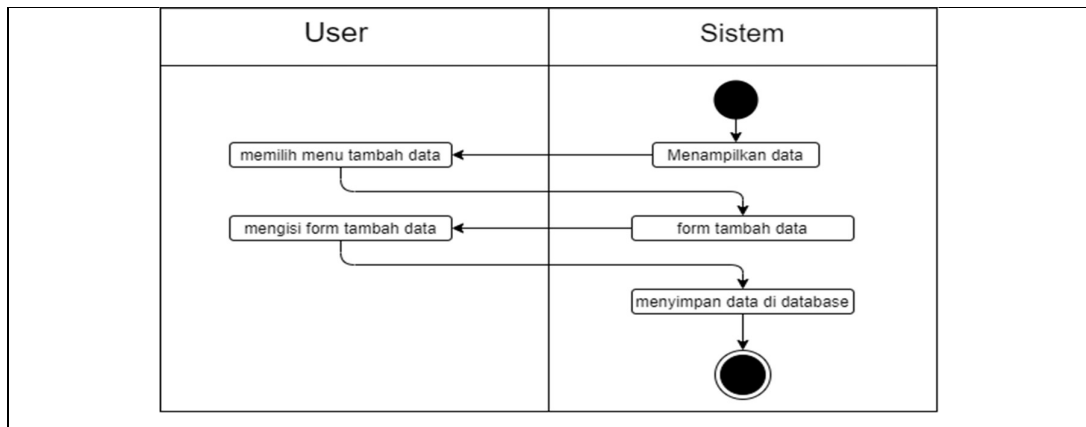 User
Sistem
Menampilkan data
memilih menu tambah data
form tambah data
mengisi form tambah data
menyimpan data di database